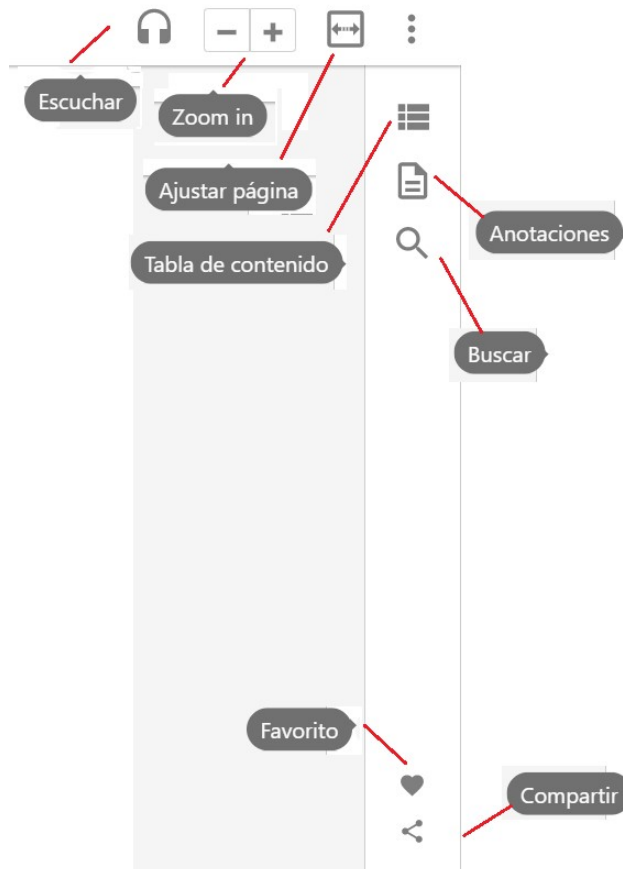 Escuchar
Zoom in
Ajustar página
Tabla de contenido
Anotaciones
Buscar
Favorito
Compartir